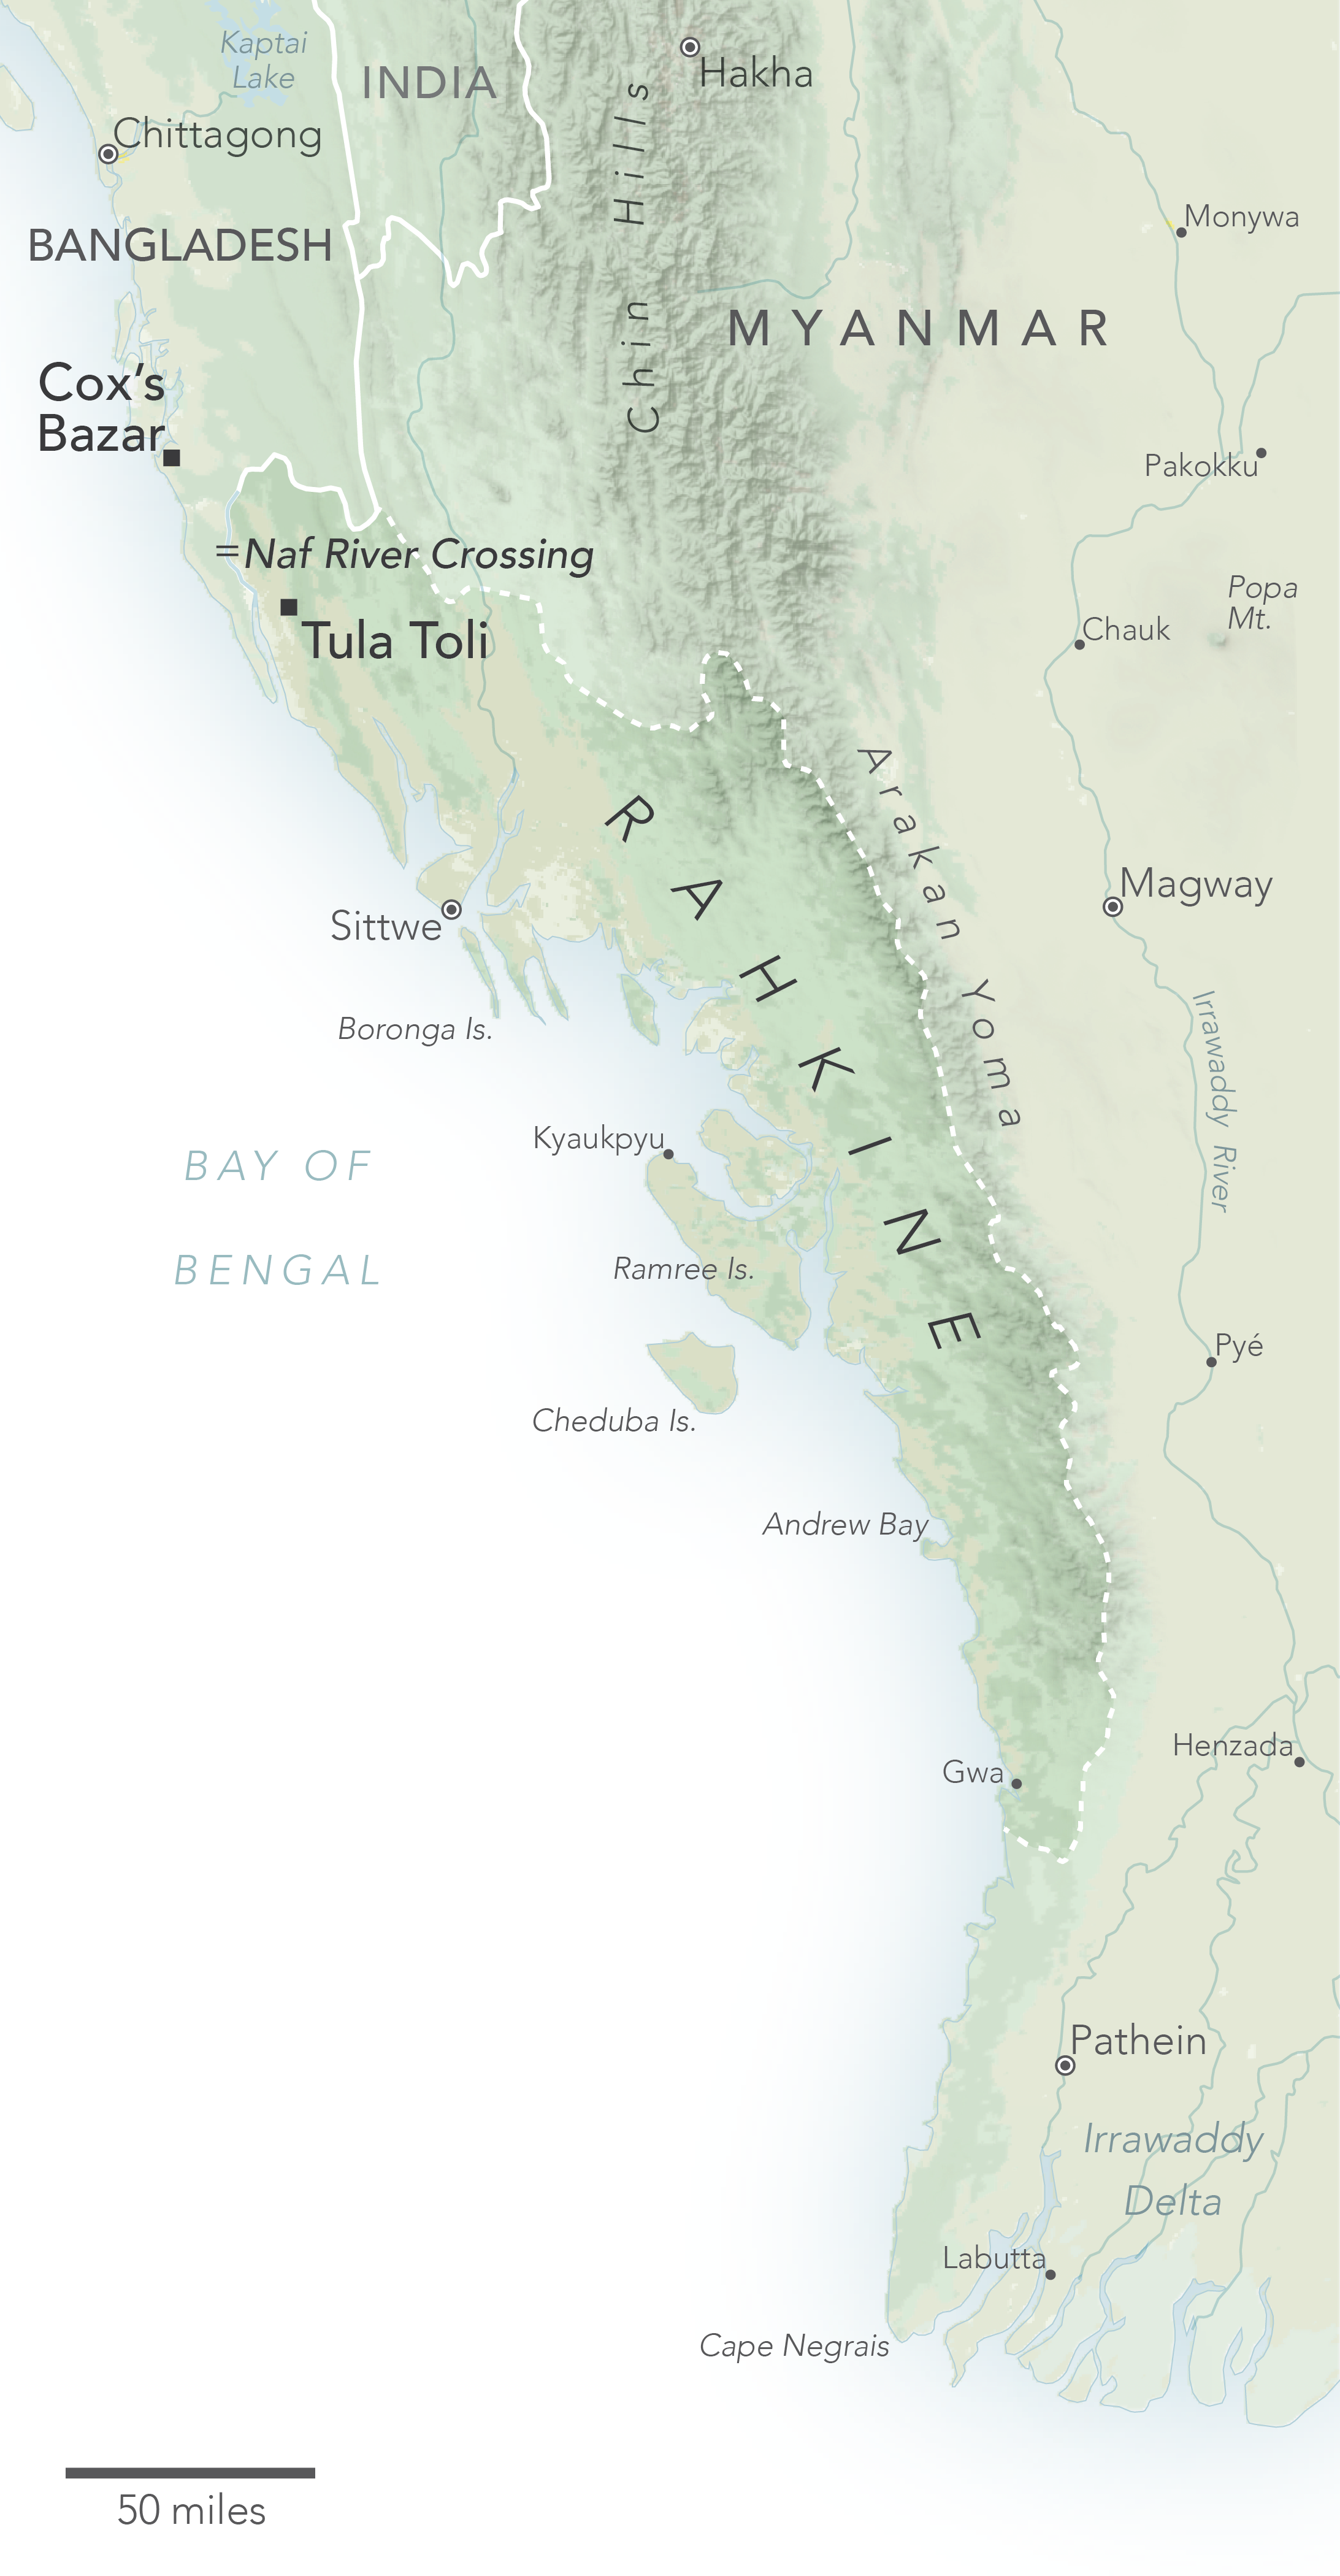 Kaptai
Lake
INDIA
Hakha
Chittagong
Chin Hills
BANGLADESH
Monywa
MYANMAR
Cox’s
Bazar
Pakokku
=Naf River Crossing
Popa
Mt.
Tula Toli
Chauk
Arakan Yoma
RAHKINE
Magway
Sittwe
Irrawaddy River
Boronga Is.
Kyaukpyu
BAY OF
BENGAL
Ramree Is.
Pyé
Cheduba Is.
Andrew Bay
Henzada
Gwa
Pathein
Irrawaddy
Delta
Labutta
Cape Negrais
50 miles